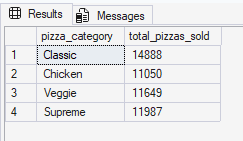 Results Messages
pizza_category total_pizzas_sold
1 Classic 14888
2 Chicken 11050
3 Veggie 11649
4 Supreme 11987